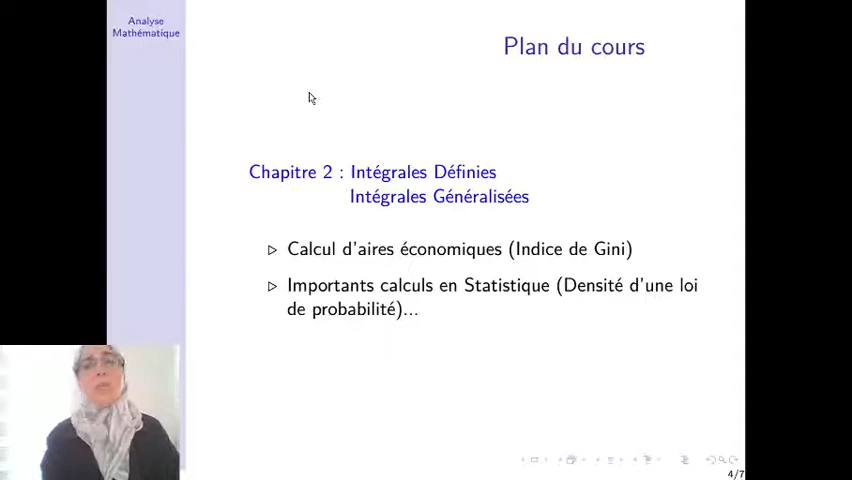 Analyse
Mathématique
Plan du cours
Chapitre 2 : Intégrales Définies
Intégrales Généralisées
▷ Calcul d'aires économiques (Indice de Gini)
▷ Importants calculs en Statistique (Densité d'une loi
de probabilité)...
4/7